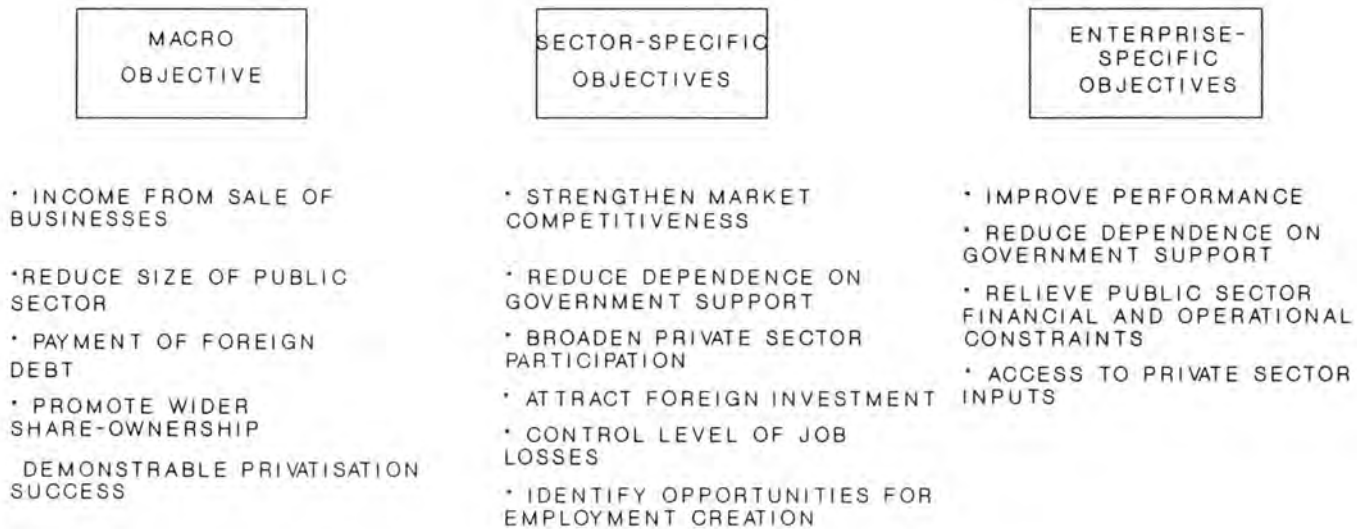 MACRO
OBJECTIVE
* INCOME FROM SALE OF
BUSINESSES
*REDUCE SIZE OF PUBLIC
SECTOR
* PAYMENT OF FOREIGN
DEBT
* PROMOTE WIDER
SHARE-OWNERSHIP
DEMONSTRABLE PRIVATISATION
SUCCESS
SECTOR-SPECIFIC
OBJECTIVES
* STRENGTHEN MARKET
COMPETITIVENESS
* REDUCE DEPENDENCE ON
GOVERNMENT SUPPORT
* BROADEN PRIVATE SECTOR
PARTICIPATION
* ATTRACT FOREIGN INVESTMENT
* CONTROL LEVEL OF JOB
LOSSES
* IDENTIFY OPPORTUNITIES FOR
EMPLOYMENT CREATION
ENTERPRISE-
SPECIFIC
OBJECTIVES
* IMPROVE PERFORMANCE
* REDUCE DEPENDENCE ON
GOVERNMENT SUPPORT
* RELIEVE PUBLIC SECTOR
FINANCIAL AND OPERATIONAL
CONSTRAINTS
* ACCESS TO PRIVATE SECTOR
INPUTS